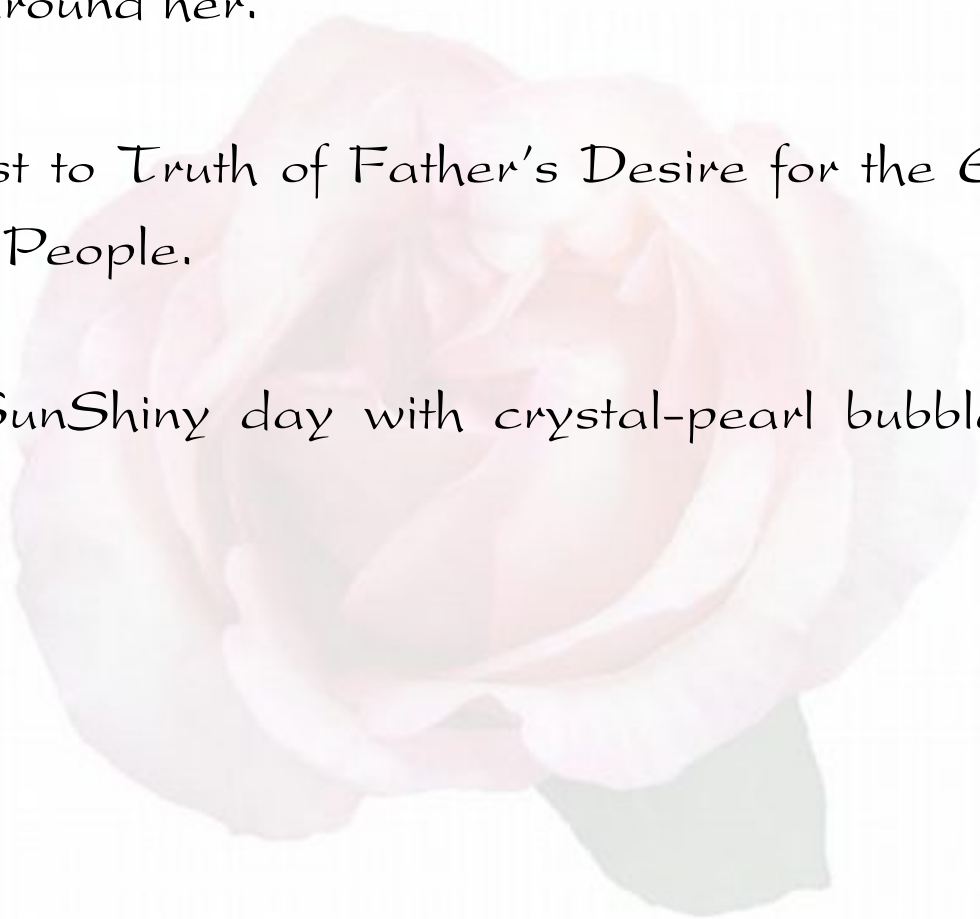 round her.
st to Truth of Father's Desire for the
People.
SunShiny day with crystal-pearl bubbl